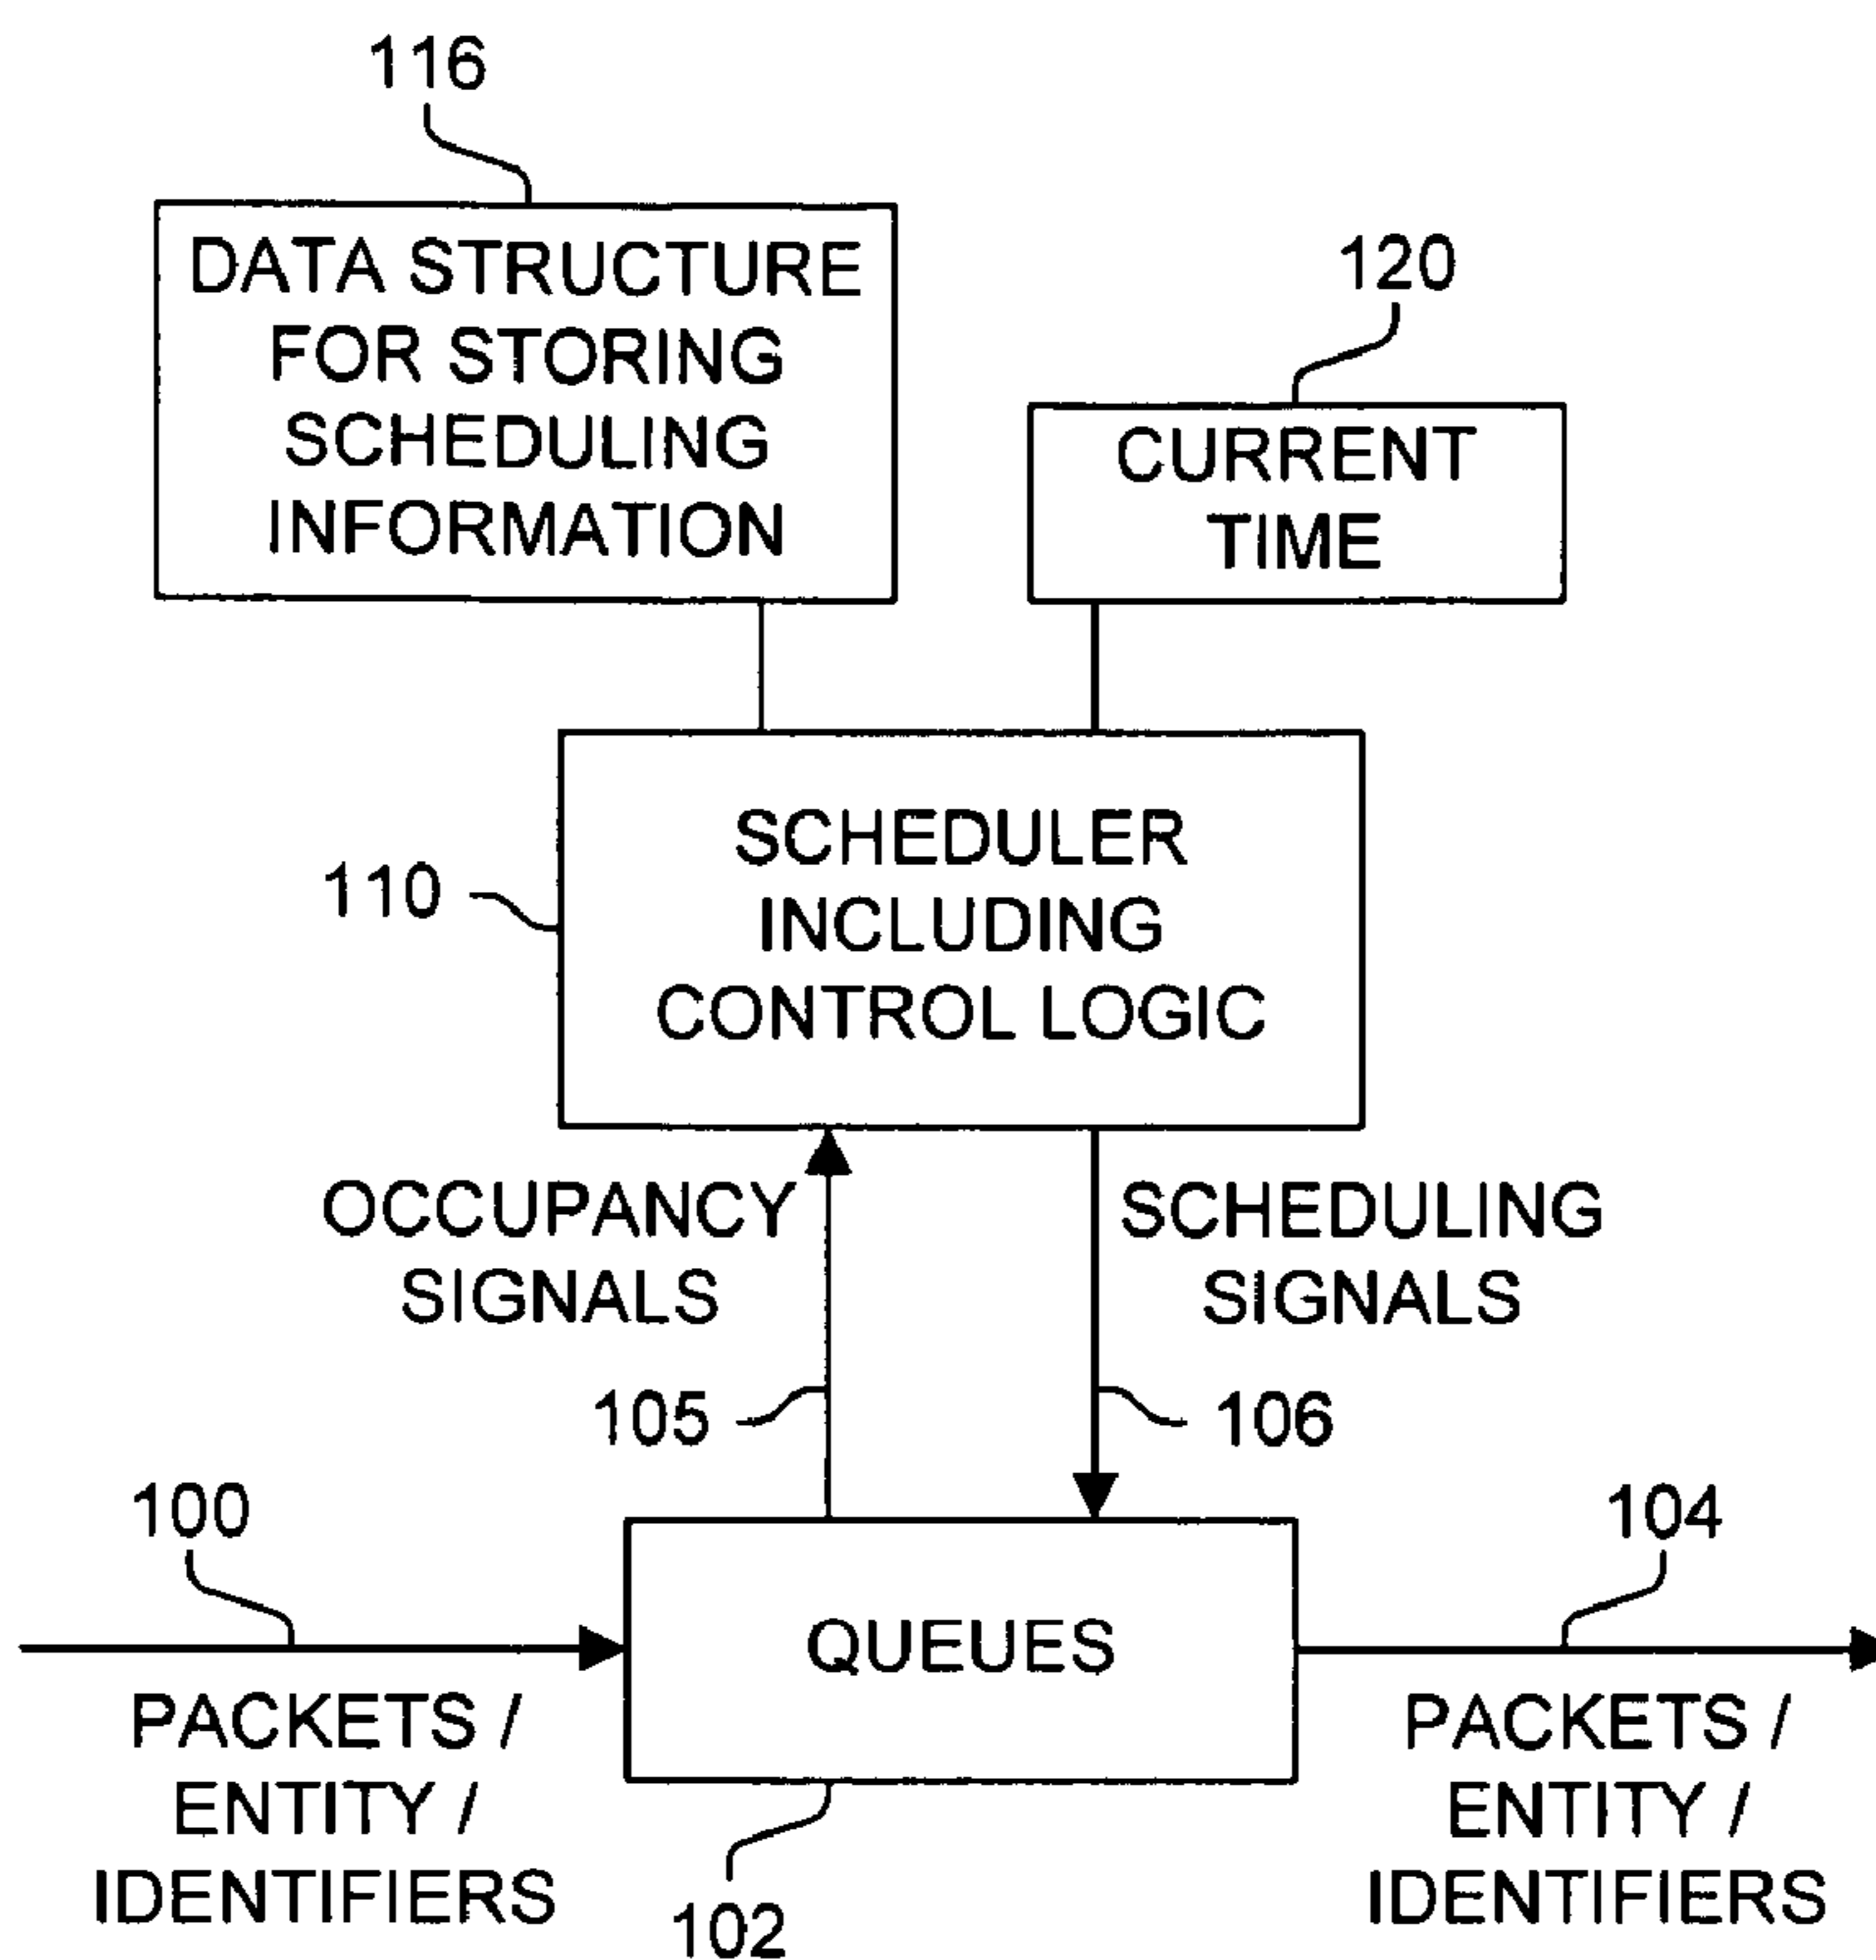 116
DATA STRUCTURE
FOR STORING
SCHEDULING
INFORMATION
120
CURRENT
TIME
110
SCHEDULER
INCLUDING
CONTROL LOGIC
OCCUPANCY
SIGNALS
SCHEDULING
SIGNALS
105
106
100
104
QUEUES
PACKETS /
ENTITY /
IDENTIFIERS
PACKETS /
ENTITY /
IDENTIFIERS
102